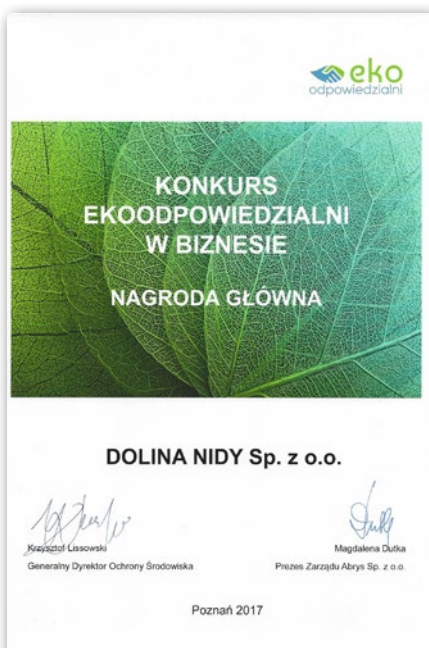 eko
odpowiedzialni
KONKURS
EKOODPOWIEDZIALNI
W BIZNESIE
NAGRODA GŁÓWNA
DOLINA NIDY Sp. z o.o.
Krzysztof Lissowski
Generalny Dyrektor Ochrony Środowiska
Magdalena Dutka
Prezes Zarządu Abrys Sp. z o.o.
Poznań 2017